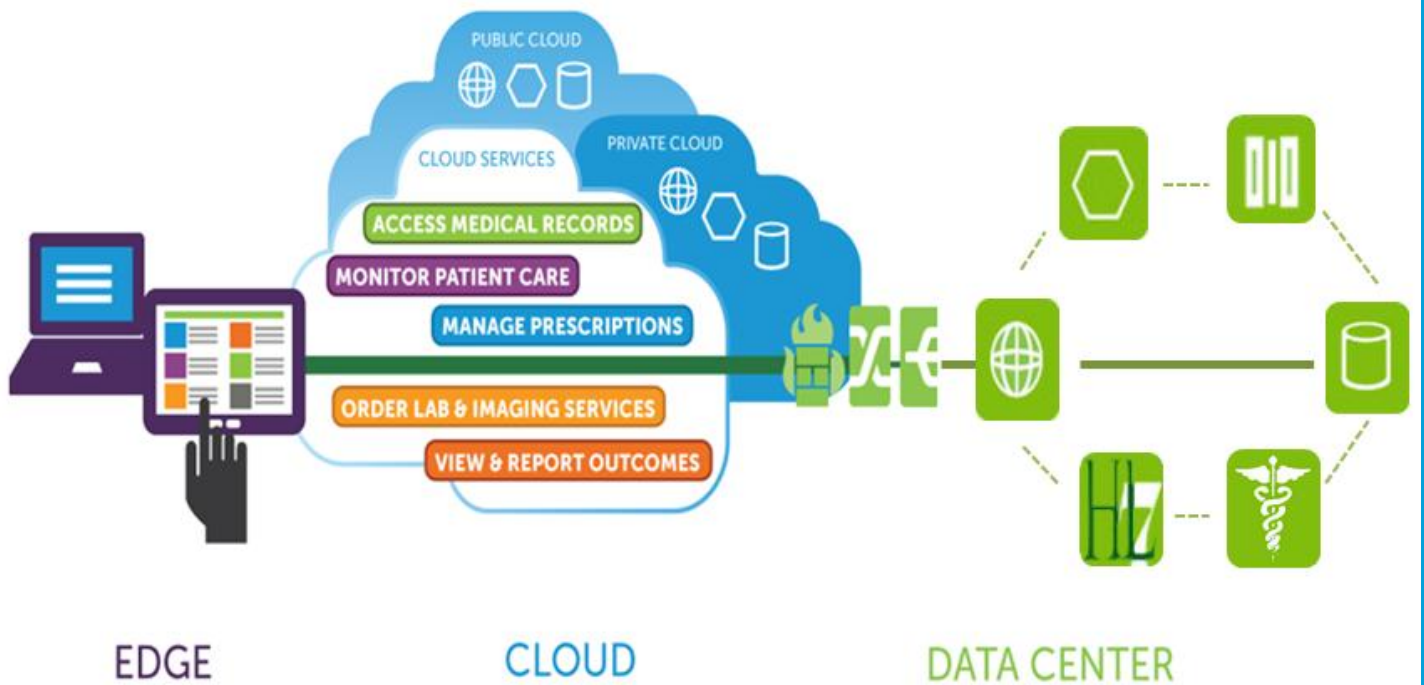 PUBLIC CLOUD
PRIVATE CLOUD
CLOUD SERVICES
ACCESS MEDICAL RECORDS
MONITOR PATIENT CARE
MANAGE PRESCRIPTIONS
ORDER LAB & IMAGING SERVICES
VIEW & REPORT OUTCOMES
HL7
EDGE
CLOUD
DATA CENTER